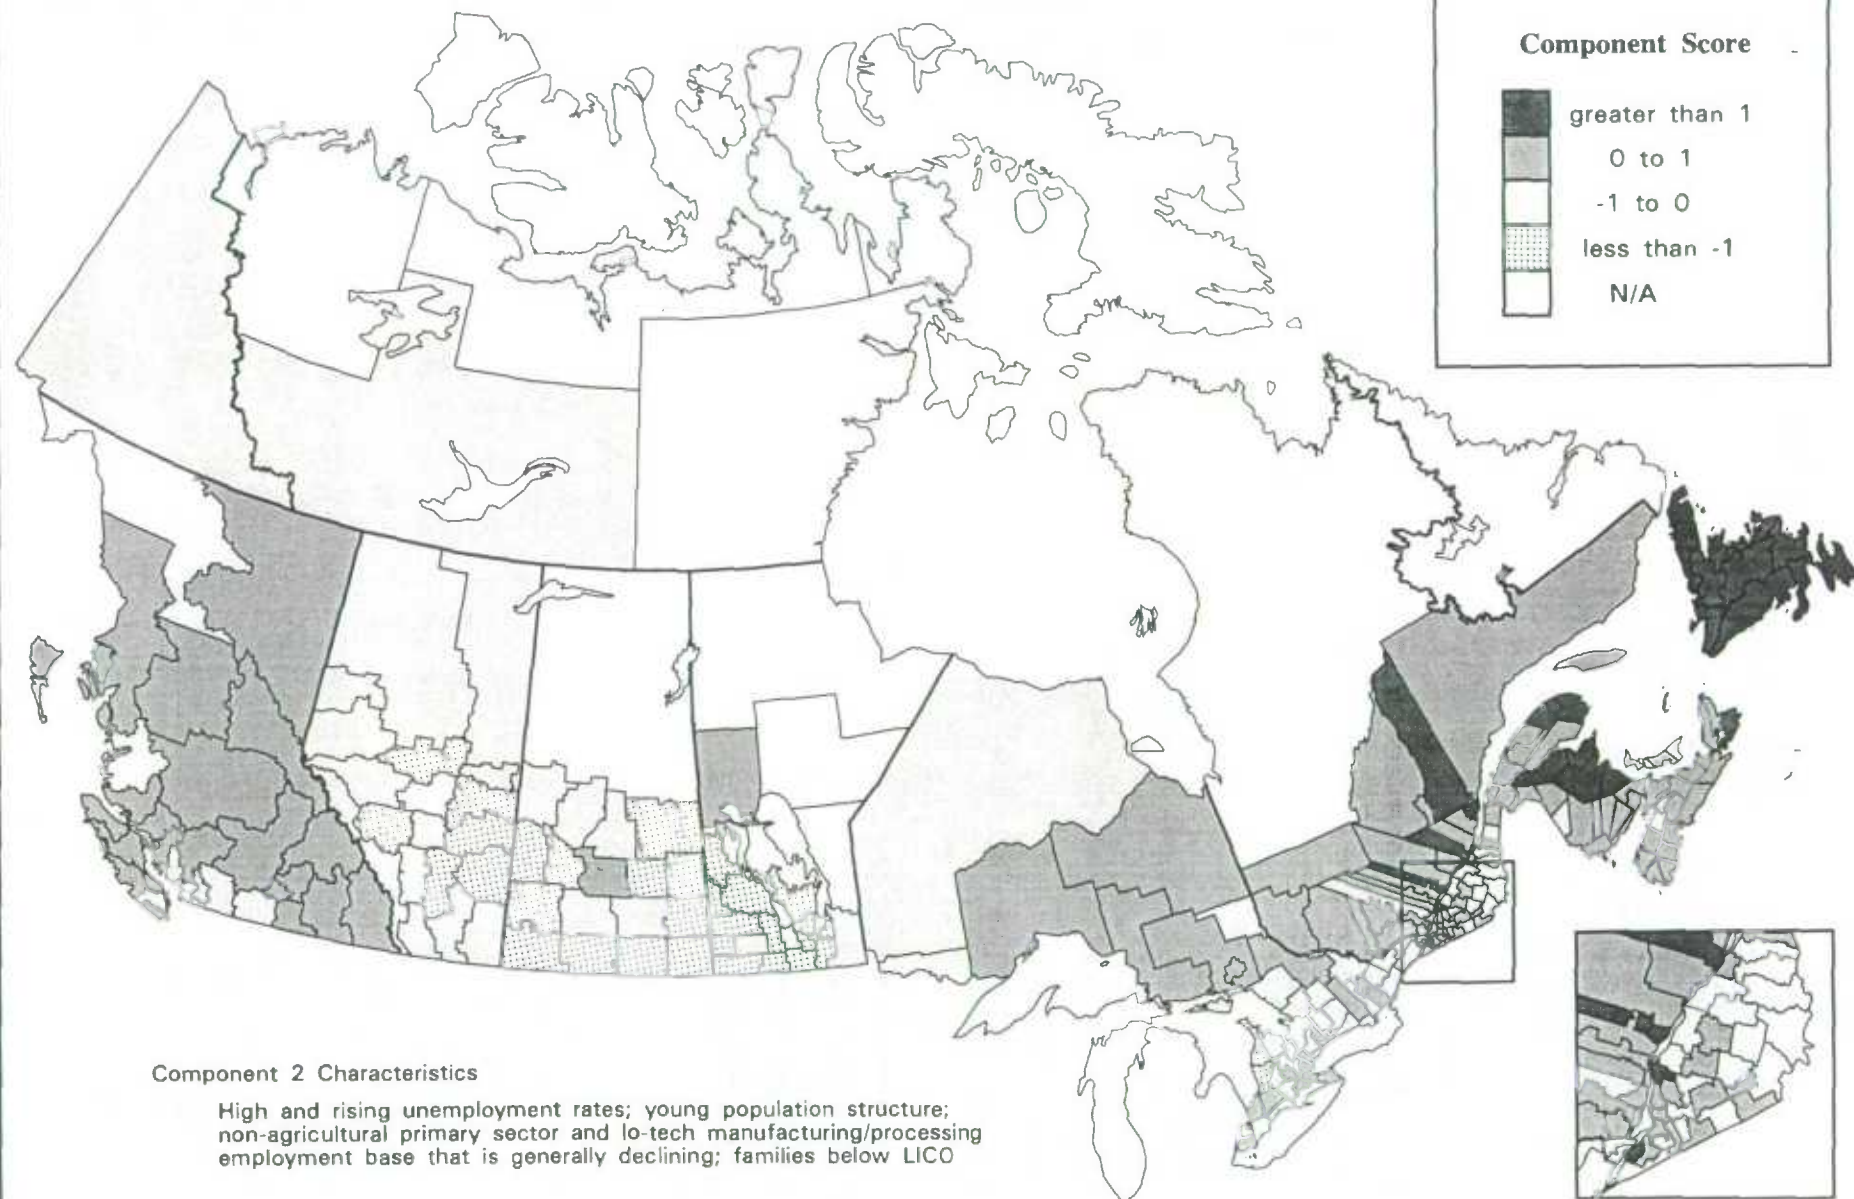 Component Score
greater than 1
0 to 1
-1 to 0
less than -1
N/A
Component 2 Characteristics
High and rising unemployment rates; young population structure;
non-agricultural primary sector and lo-tech manufacturing/processing
employment base that is generally declining; families below LICO